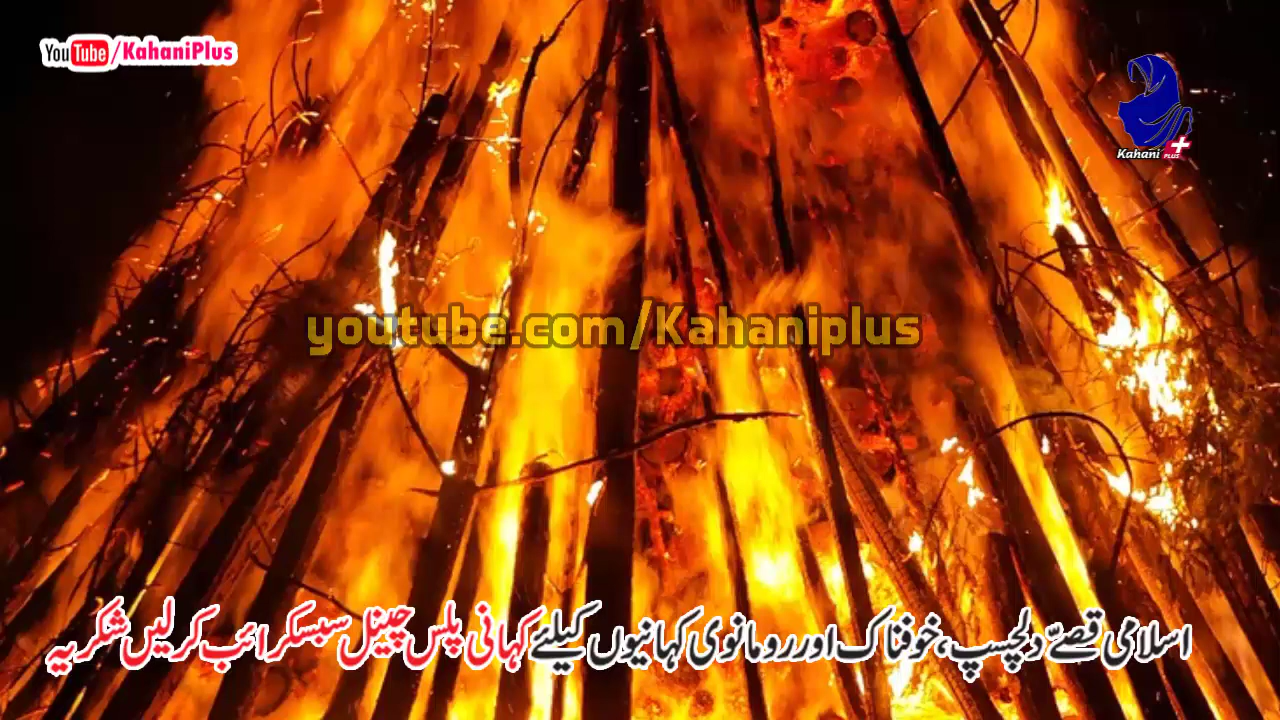 YouTube/KahaniPlus
Kahani PLUS
youtube.com/Kahaniplus
اسلامی قصے دلچسپ، خوفناک اور رومانوی کہانیوں کیلئے کہانی پلس چینل سبسکرائب کرلیں شکریہ